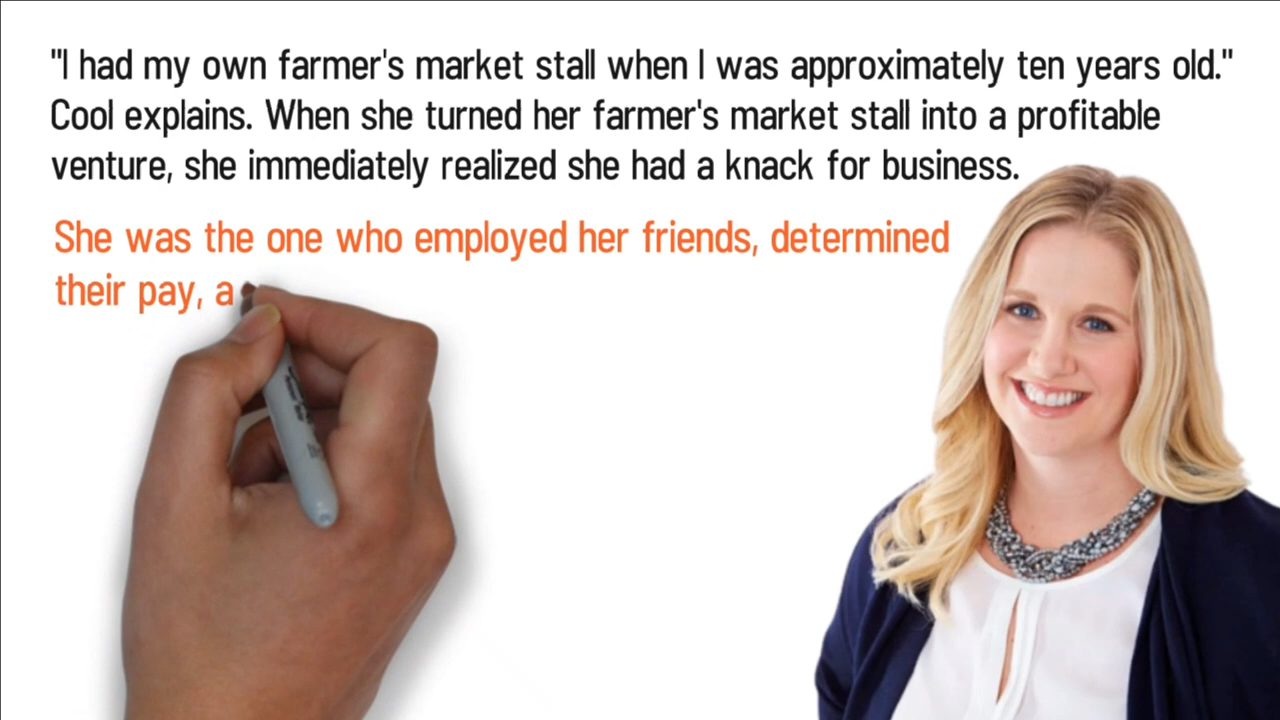 "I had my own farmer's market stall when I was approximately ten years old."
Cool explains. When she turned her farmer's market stall into a profitable
venture, she immediately realized she had a knack for business.
She was the one who employed her friends, determined
their pay, a